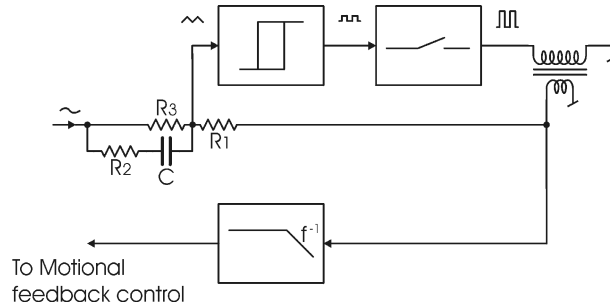 R3
R1
R2
C
f⁻¹
To Motional
feedback control